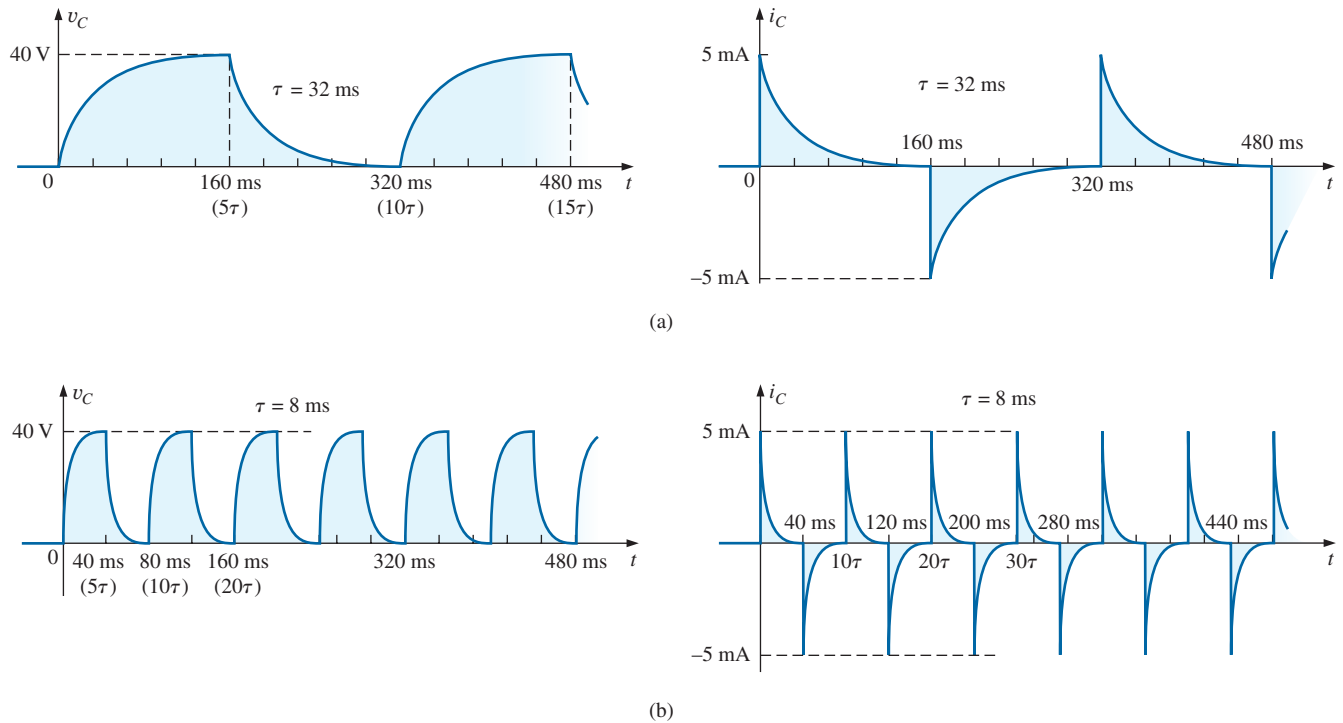 v_C
40 V
τ = 32 ms
0
160 ms
320 ms
480 ms
t
(5τ)
(10τ)
(15τ)
i_C
5 mA
τ = 32 ms
160 ms
480 ms
0
320 ms
t
–5 mA
(a)
v_C
τ = 8 ms
40 V
0
40 ms
80 ms
160 ms
320 ms
480 ms
t
(5τ)
(10τ)
(20τ)
i_C
τ = 8 ms
5 mA
40 ms
120 ms
200 ms
280 ms
440 ms
0
10τ
20τ
30τ
t
–5 mA
(b)